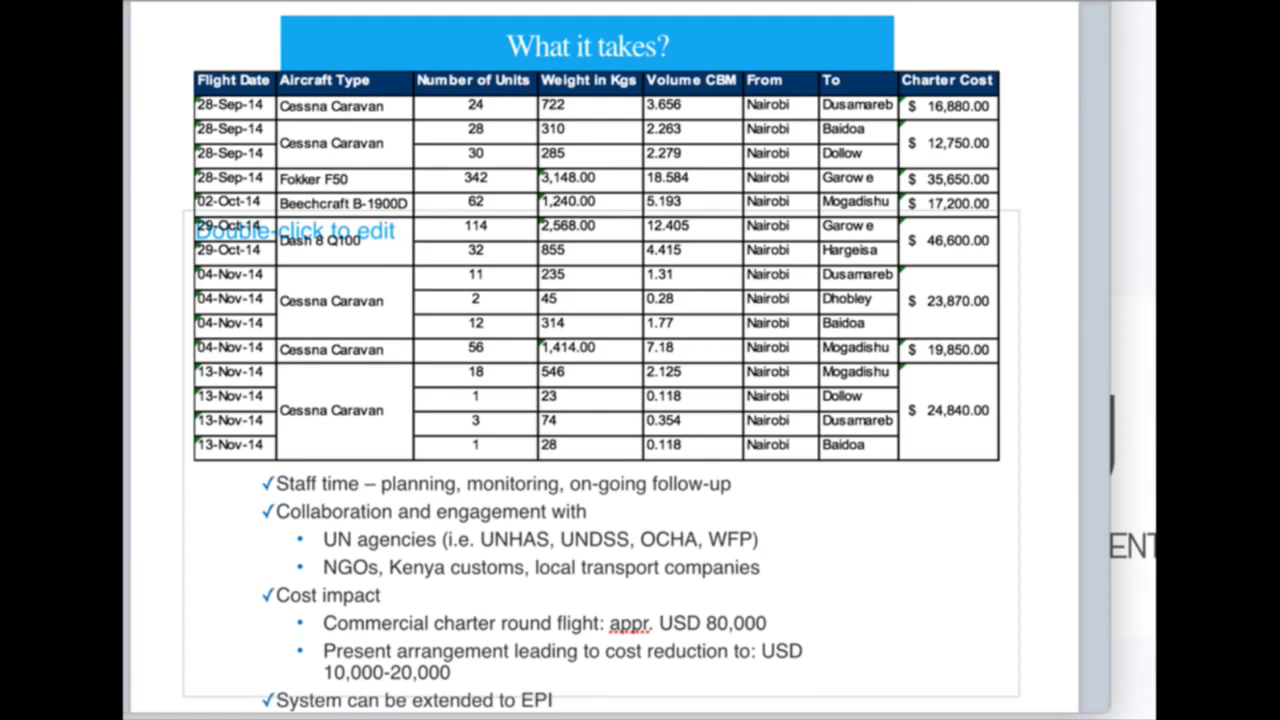 What it takes?
Flight Date Aircraft Type Number of Units Weight in Kgs Volume CBM From To Charter Cost
28-Sep-14 Cessna Caravan 24 722 3.656 Nairobi Dusamareb $ 16,880.00
28-Sep-14 Cessna Caravan 28 310 2.263 Nairobi Baidoa $ 12,750.00
28-Sep-14 30 285 2.279 Nairobi Dollow
28-Sep-14 Fokker F50 342 3,148.00 18.584 Nairobi Garowe $ 35,650.00
02-Oct-14 Beechcraft B-1900D 62 1,240.00 5.193 Nairobi Mogadishu $ 17,200.00
29-Oct-14 Dash 8 Q100 114 2,568.00 12.405 Nairobi Garowe $ 46,600.00
Double-click to edit
29-Oct-14 32 855 4.415 Nairobi Hargeisa
04-Nov-14 11 235 1.31 Nairobi Dusamareb
04-Nov-14 Cessna Caravan 2 45 0.28 Nairobi Dhobley $ 23,870.00
04-Nov-14 12 314 1.77 Nairobi Baidoa
04-Nov-14 Cessna Caravan 56 1,414.00 7.18 Nairobi Mogadishu $ 19,850.00
13-Nov-14 18 546 2.125 Nairobi Mogadishu
13-Nov-14 Cessna Caravan 1 23 0.118 Nairobi Dollow $ 24,840.00
13-Nov-14 3 74 0.354 Nairobi Dusamareb
13-Nov-14 1 28 0.118 Nairobi Baidoa
✓Staff time – planning, monitoring, on-going follow-up
✓Collaboration and engagement with
• UN agencies (i.e. UNHAS, UNDSS, OCHA, WFP)
• NGOs, Kenya customs, local transport companies
✓Cost impact
• Commercial charter round flight: appr. USD 80,000
• Present arrangement leading to cost reduction to: USD
10,000-20,000
✓System can be extended to EPI